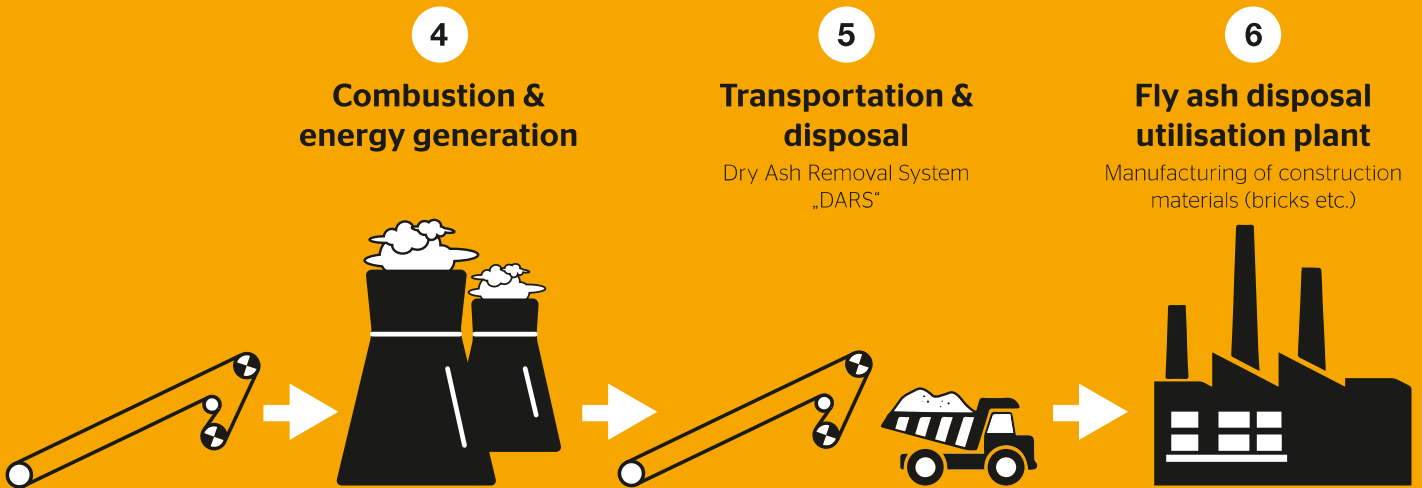 4
Combustion &
energy generation
5
Transportation &
disposal
Dry Ash Removal System
„DARS“
6
Fly ash disposal
utilisation plant
Manufacturing of construction
materials (bricks etc.)